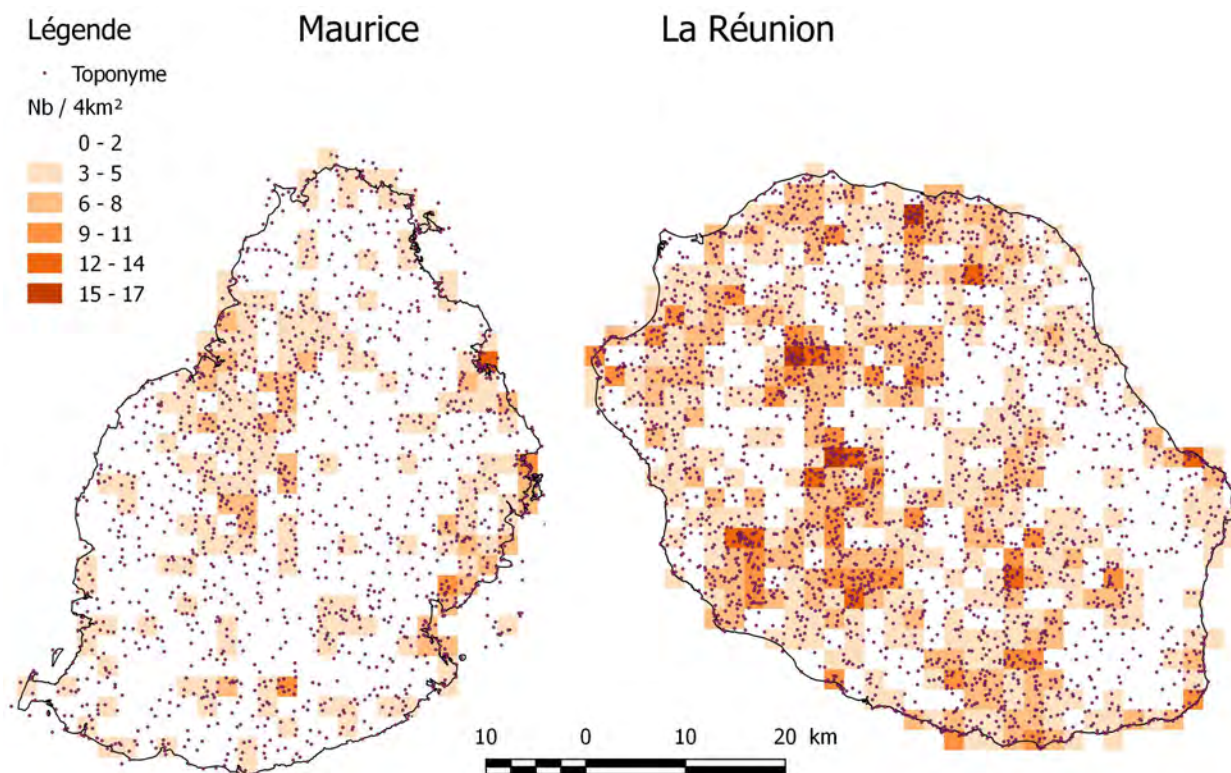 Légende
Maurice
La Réunion
Toponyme
Nb / 4km²
0 - 2
3 - 5
6 - 8
9 - 11
12 - 14
15 - 17
10 0 10 20 km